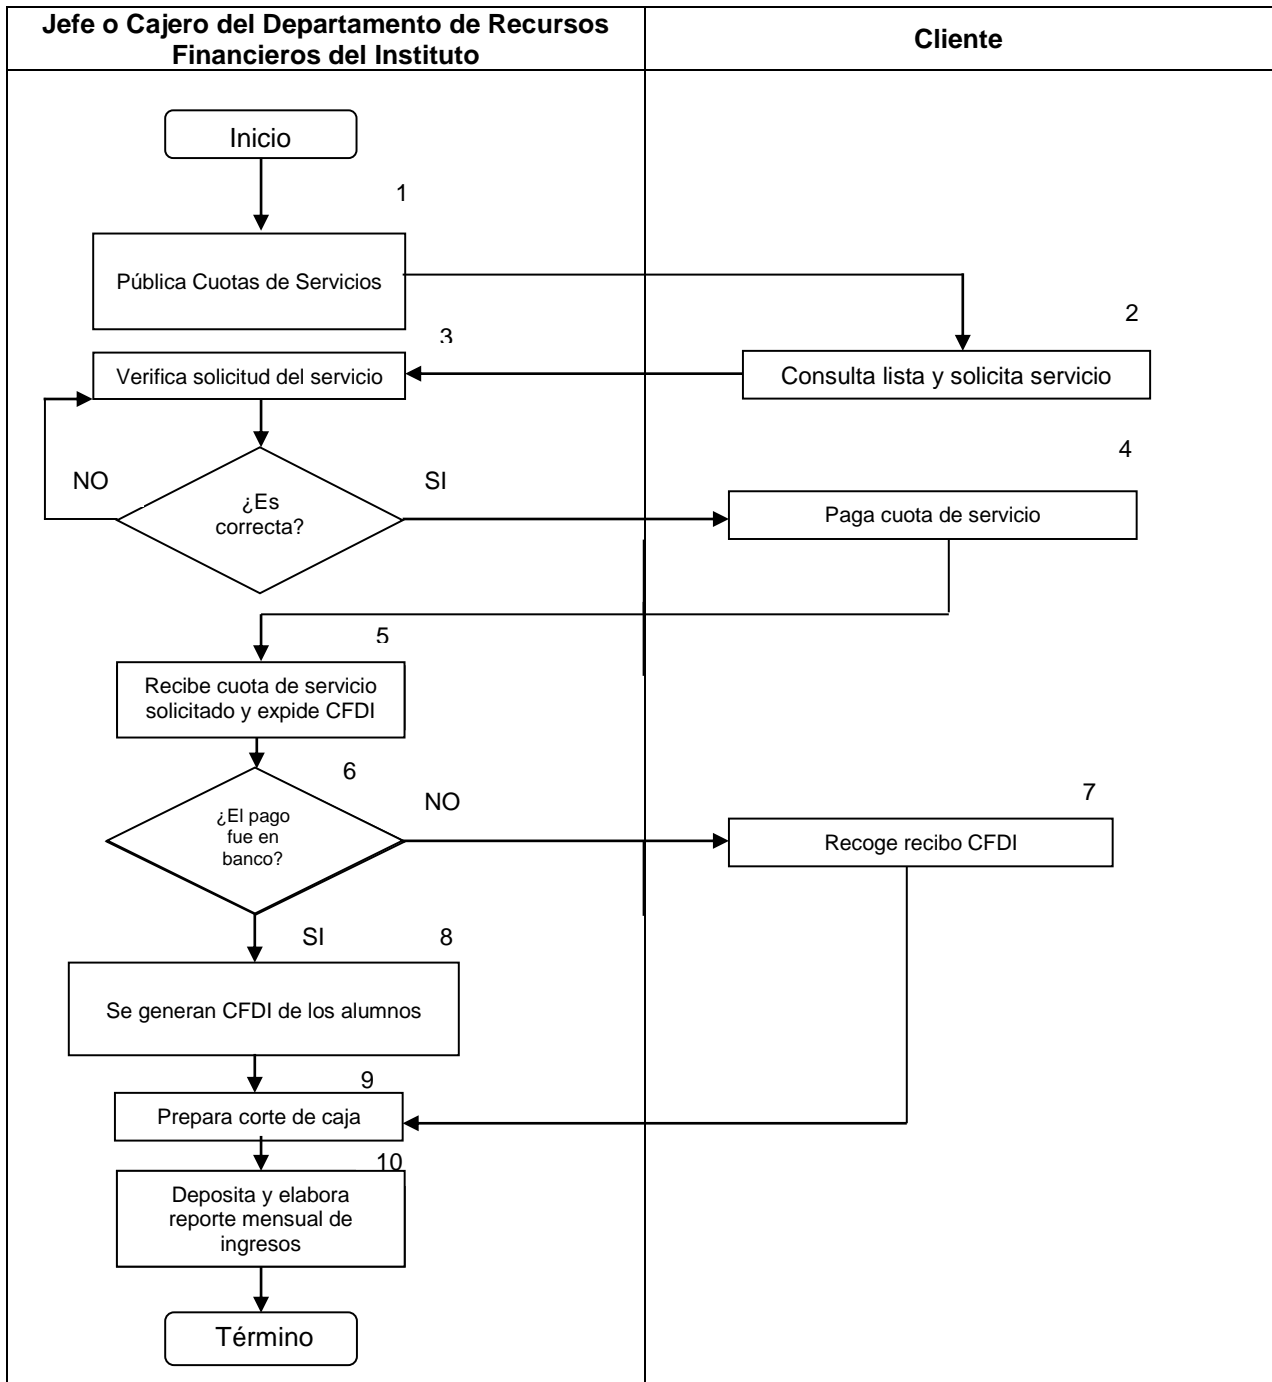 Jefe o Cajero del Departamento de Recursos
Financieros del Instituto
Cliente
Inicio
1
Pública Cuotas de Servicios
2
Consulta lista y solicita servicio
3
Verifica solicitud del servicio
NO
¿Es
correcta?
SI
4
Paga cuota de servicio
5
Recibe cuota de servicio
solicitado y expide CFDI
6
¿El pago
fue en
banco?
NO
7
Recoge recibo CFDI
SI
8
Se generan CFDI de los alumnos
9
Prepara corte de caja
10
Deposita y elabora
reporte mensual de
ingresos
Término